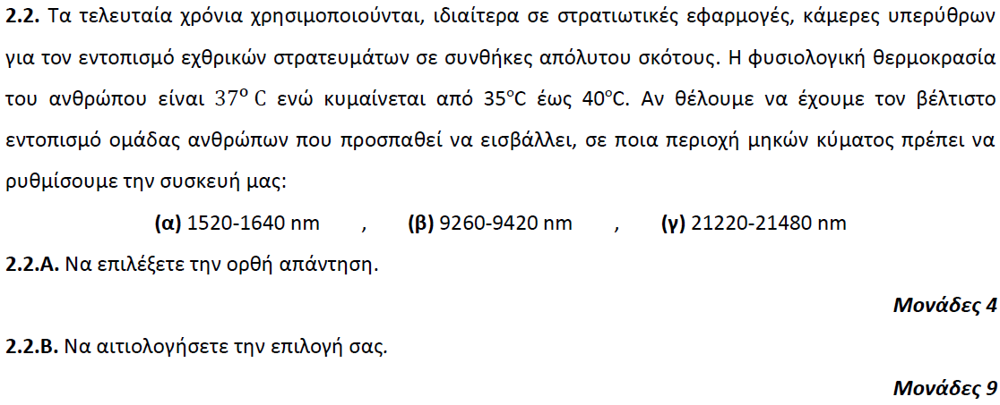 2.2. Τα τελευταία χρόνια χρησιμοποιούνται, ιδιαίτερα σε στρατιωτικές εφαρμογές, κάμερες υπερύθρων
για τον εντοπισμό εχθρικών στρατευμάτων σε συνθήκες απόλυτου σκότους. Η φυσιολογική θερμοκρασία
του ανθρώπου είναι 37° C ενώ κυμαίνεται από 35°C έως 40°C. Αν θέλουμε να έχουμε τον βέλτιστο
εντοπισμό ομάδας ανθρώπων που προσπαθεί να εισβάλλει, σε ποια περιοχή μηκών κύματος πρέπει να
ρυθμίσουμε την συσκευή μας:
(α) 1520-1640 nm , (β) 9260-9420 nm , (γ) 21220-21480 nm
2.2.Α. Να επιλέξετε την ορθή απάντηση.
Μονάδες 4
2.2.Β. Να αιτιολογήσετε την επιλογή σας.
Μονάδες 9